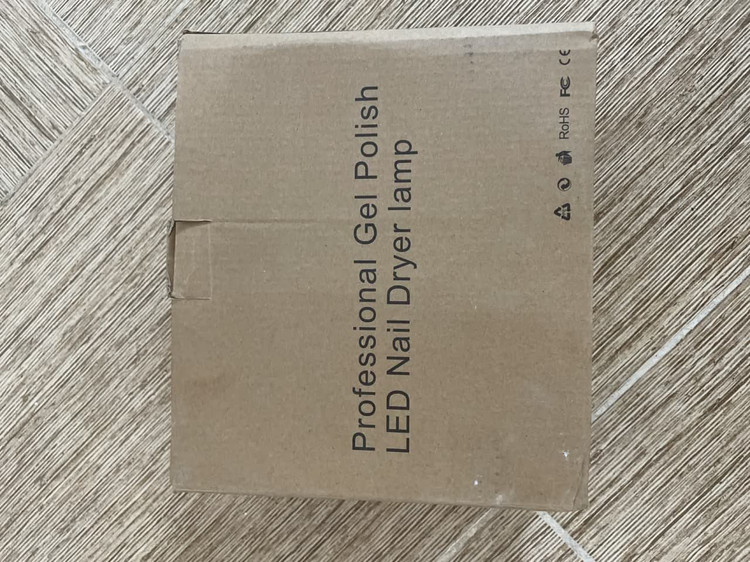 Professional Gel Polish
LED Nail Dryer lamp
RoHS FC CE